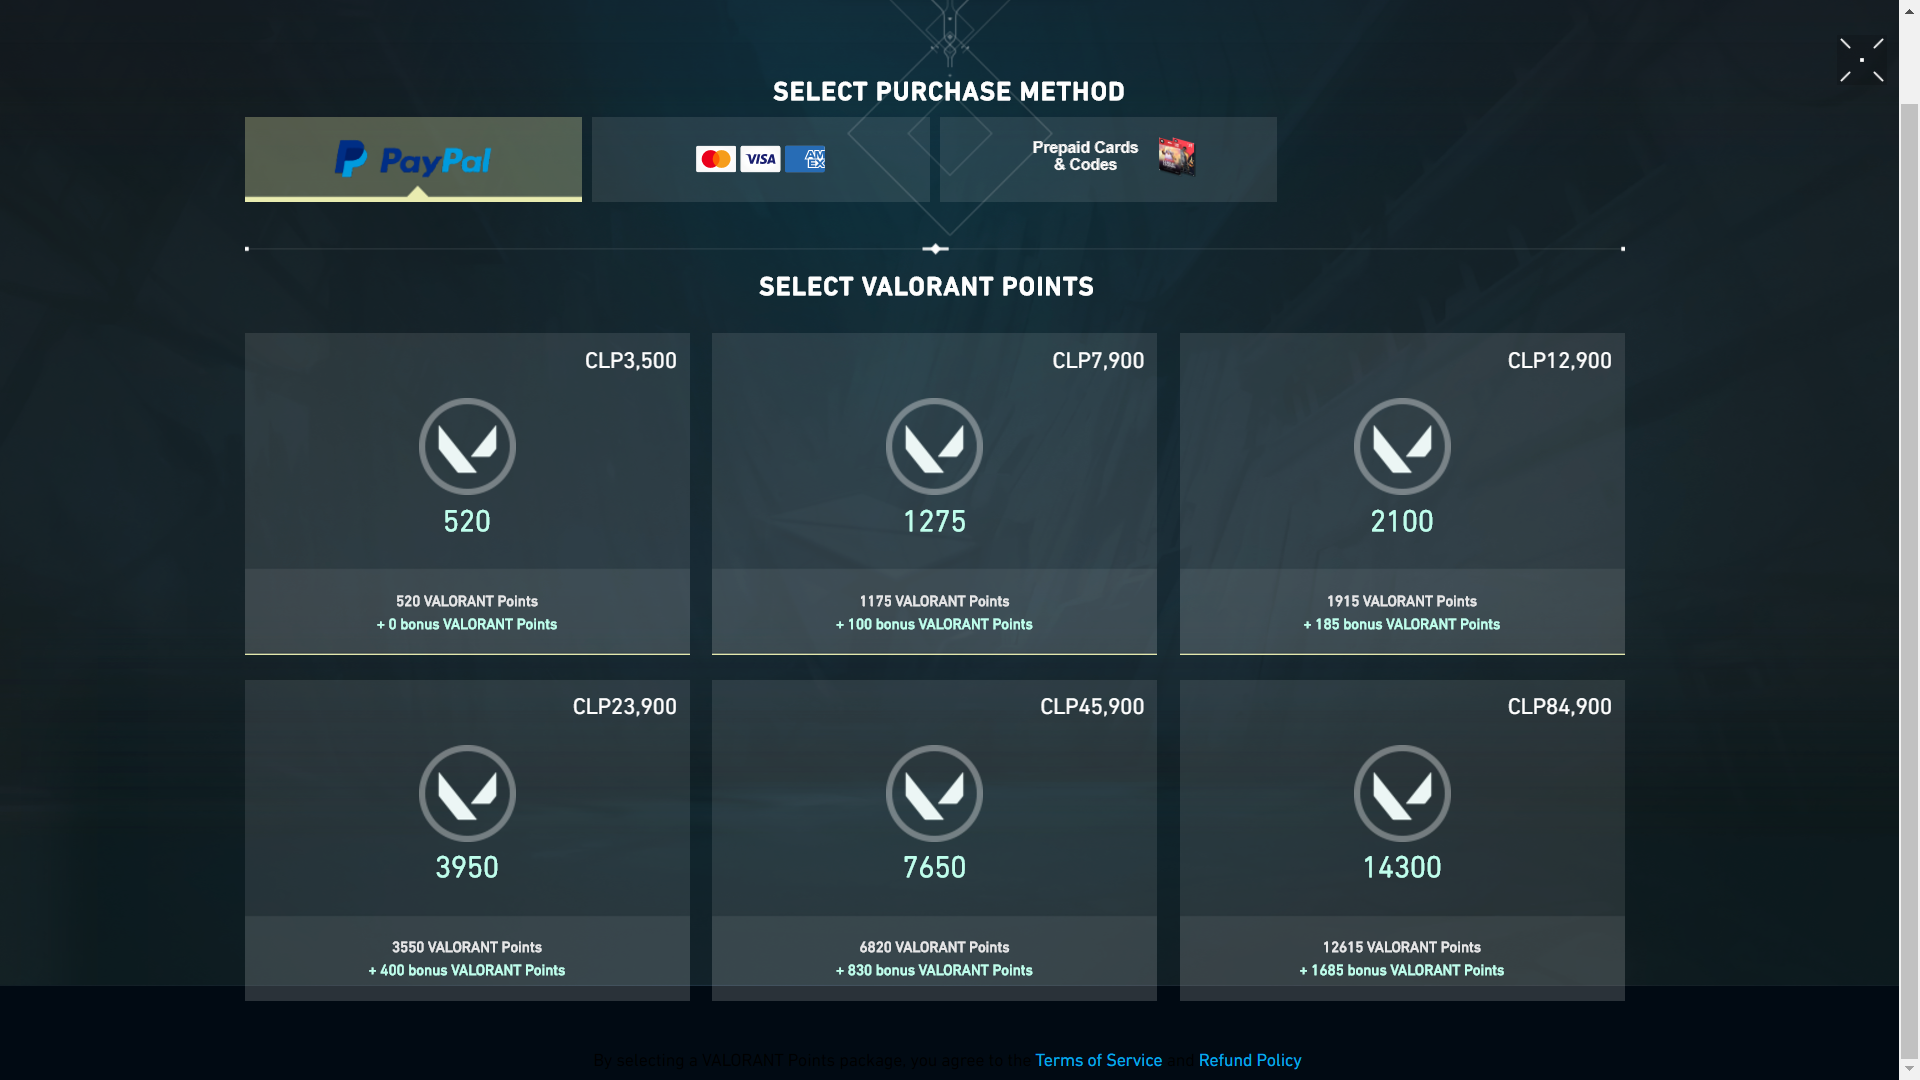 SELECT PURCHASE METHOD
PayPal
VISA
AM
EX
Prepaid Cards
& Codes
SELECT VALORANT POINTS
CLP3,500
520
520 VALORANT Points
+ 0 bonus VALORANT Points
CLP7,900
1275
1175 VALORANT Points
+ 100 bonus VALORANT Points
CLP12,900
2100
1915 VALORANT Points
+ 185 bonus VALORANT Points
CLP23,900
3950
3550 VALORANT Points
+ 400 bonus VALORANT Points
CLP45,900
7650
6820 VALORANT Points
+ 830 bonus VALORANT Points
CLP84,900
14300
12615 VALORANT Points
+ 1685 bonus VALORANT Points
By selecting a VALORANT Points package, you agree to the Terms of Service and Refund Policy